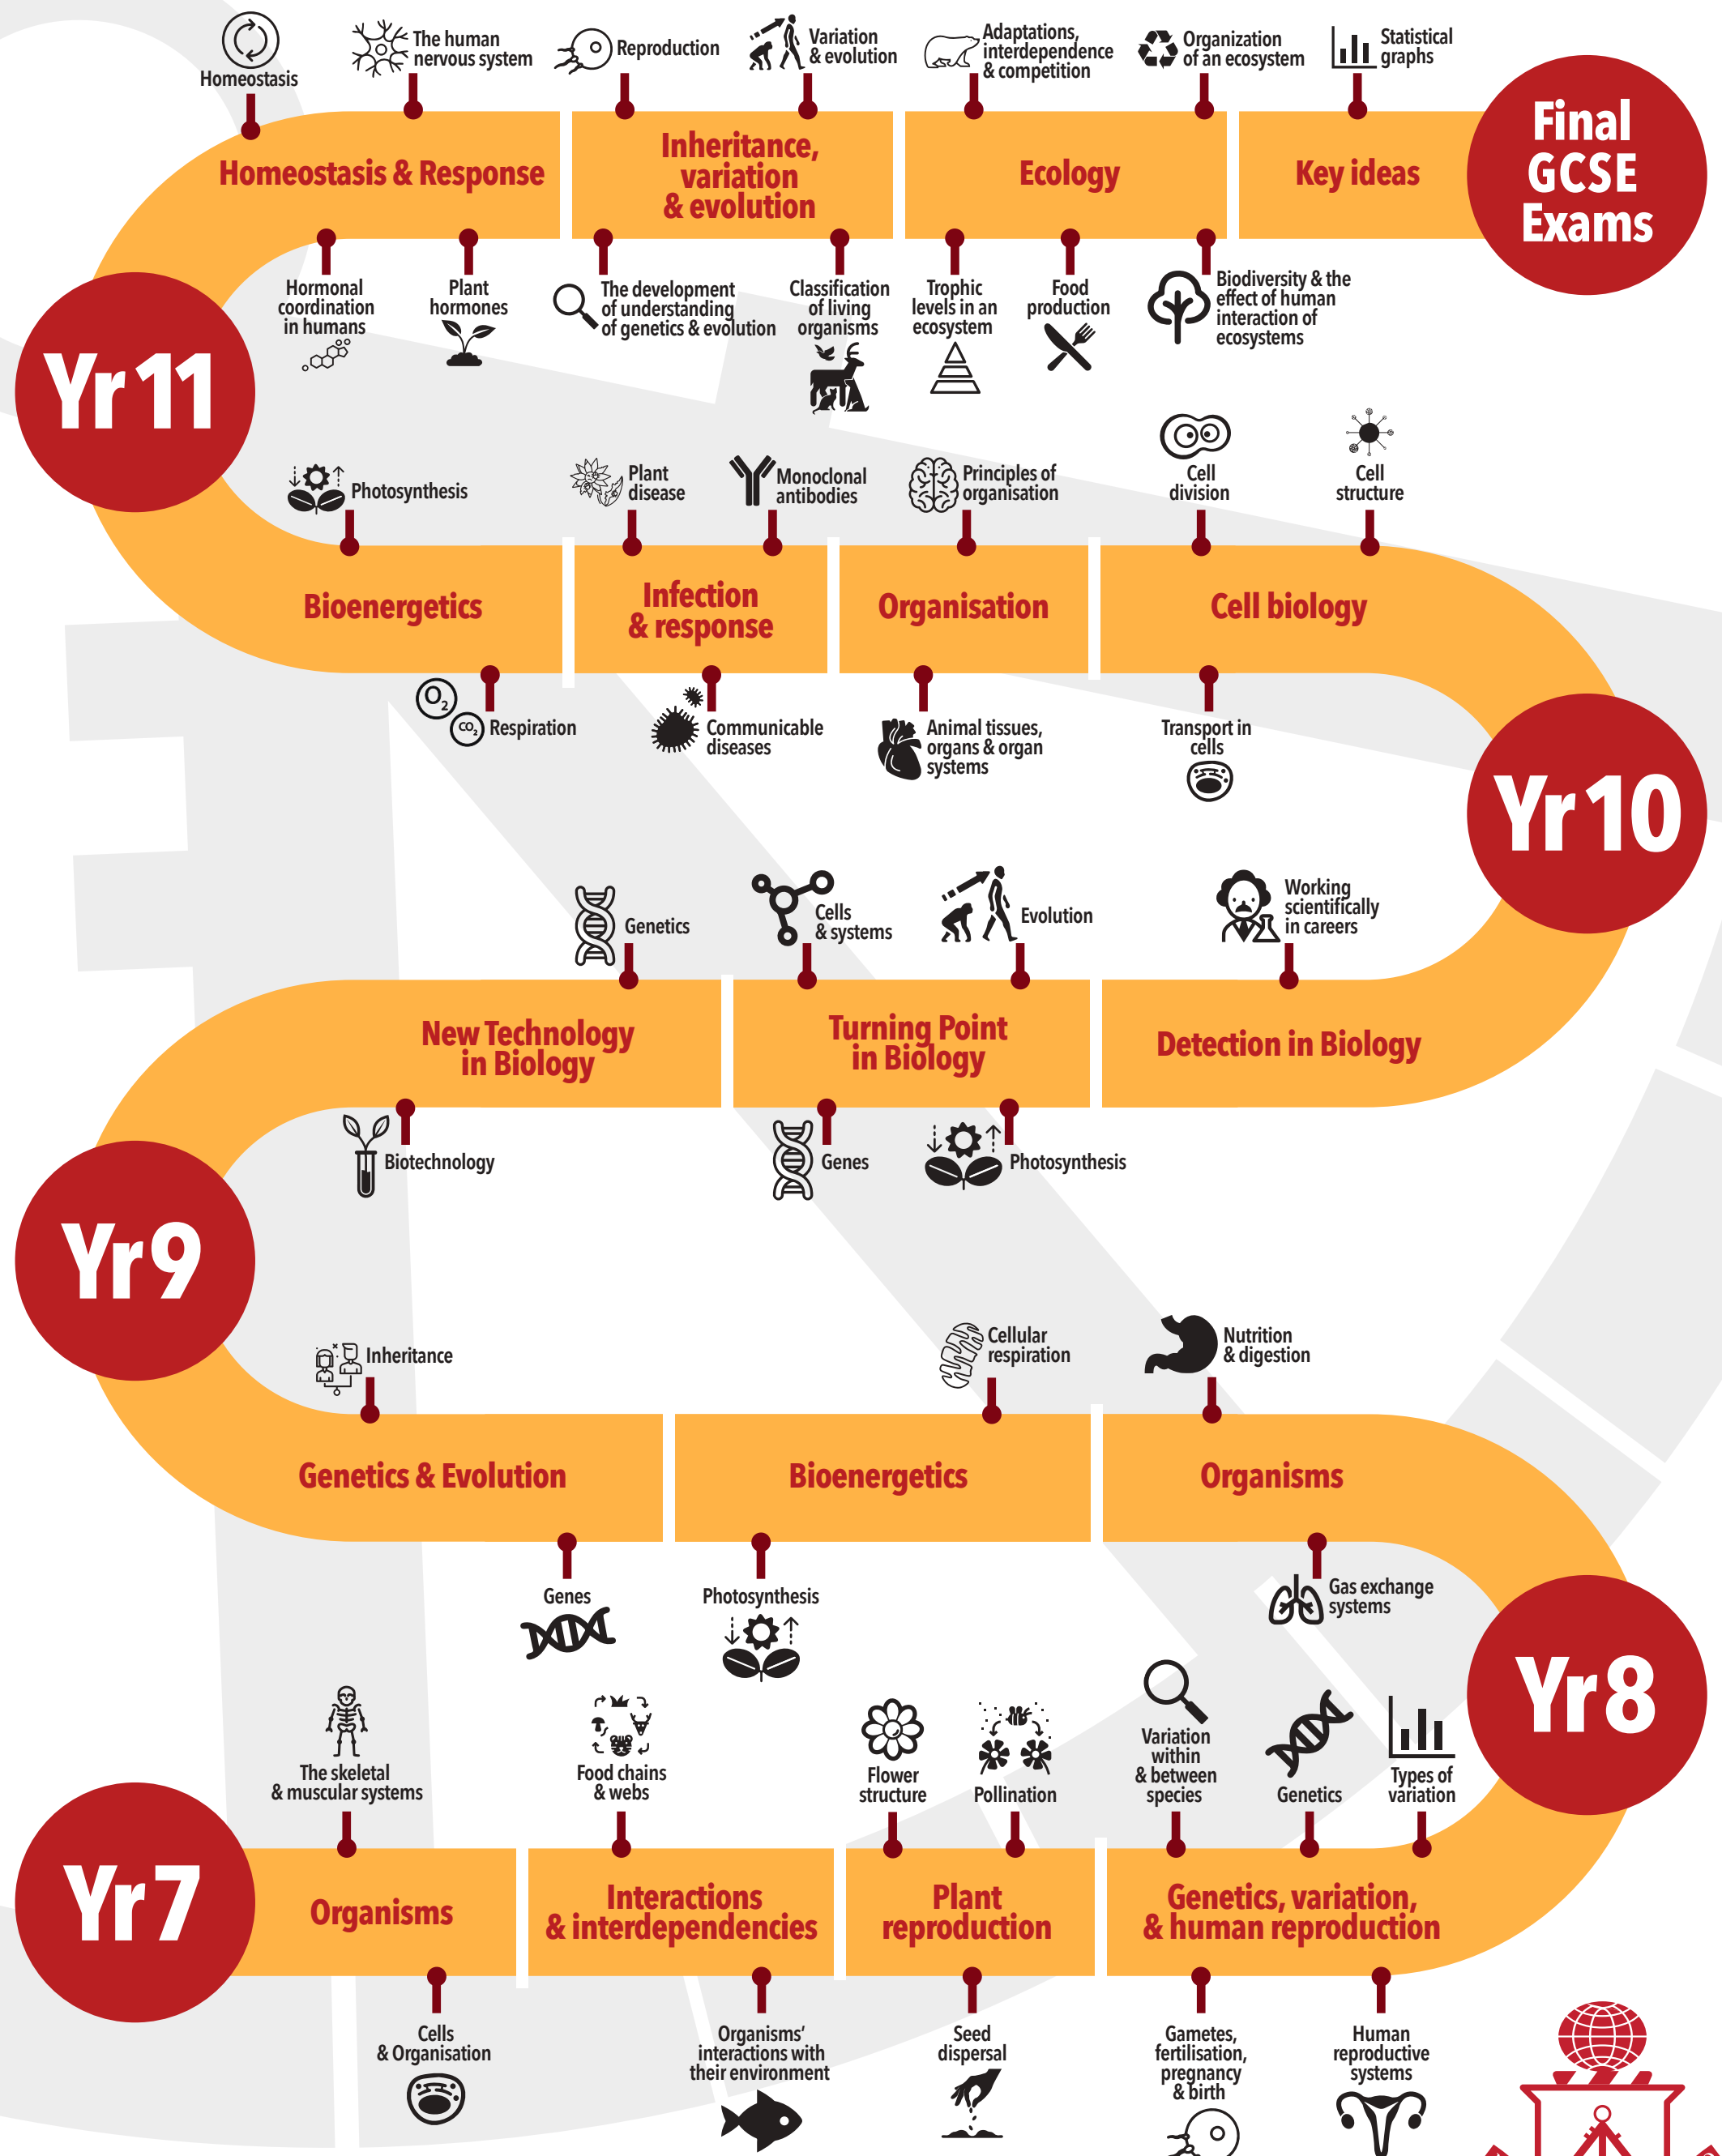 Homeostasis
The human
nervous system
Reproduction
Variation
& evolution
Adaptations,
interdependence
& competition
Organization
of an ecosystem
Statistical
graphs
Homeostasis & Response
Inheritance,
variation
& evolution
Ecology
Key ideas
Final
GCSE
Exams
Hormonal
coordination
in humans
Plant
hormones
The development
of understanding
of genetics & evolution
Classification
of living
organisms
Trophic
levels in an
ecosystem
Food
production
Biodiversity & the
effect of human
interaction of
ecosystems
Yr 11
Photosynthesis
Plant
disease
Monoclonal
antibodies
Principles of
organisation
Cell
division
Cell
structure
Bioenergetics
Infection
& response
Organisation
Cell biology
O2
CO2
Respiration
Communicable
diseases
Animal tissues,
organs & organ
systems
Transport in
cells
Yr 10
Genetics
Cells
& systems
Evolution
Working
scientifically
in careers
New Technology
in Biology
Turning Point
in Biology
Detection in Biology
Biotechnology
Genes
Photosynthesis
Yr 9
Inheritance
Cellular
respiration
Nutrition
& digestion
Genetics & Evolution
Bioenergetics
Organisms
Genes
Photosynthesis
Gas exchange
systems
Yr 8
The skeletal
& muscular systems
Food chains
& webs
Flower
structure
Pollination
Variation
within
& between
species
Genetics
Types of
variation
Yr 7
Organisms
Interactions
& interdependencies
Plant
reproduction
Genetics, variation,
& human reproduction
Cells
& Organisation
Organisms'
interactions with
their environment
Seed
dispersal
Gametes,
fertilisation,
pregnancy
& birth
Human
reproductive
systems